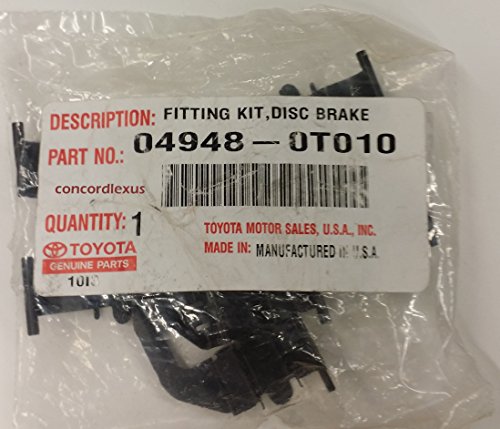 DESCRIPTION: FITTING KIT, DISC BRAKE
PART NO.: 04948-0T010
concordlexus
QUANTITY: 1
TOYOTA MOTOR SALES, U.S.A., INC.
TOYOTA
MADE IN: MANUFACTURED IN U.S.A.
GENUINE PARTS